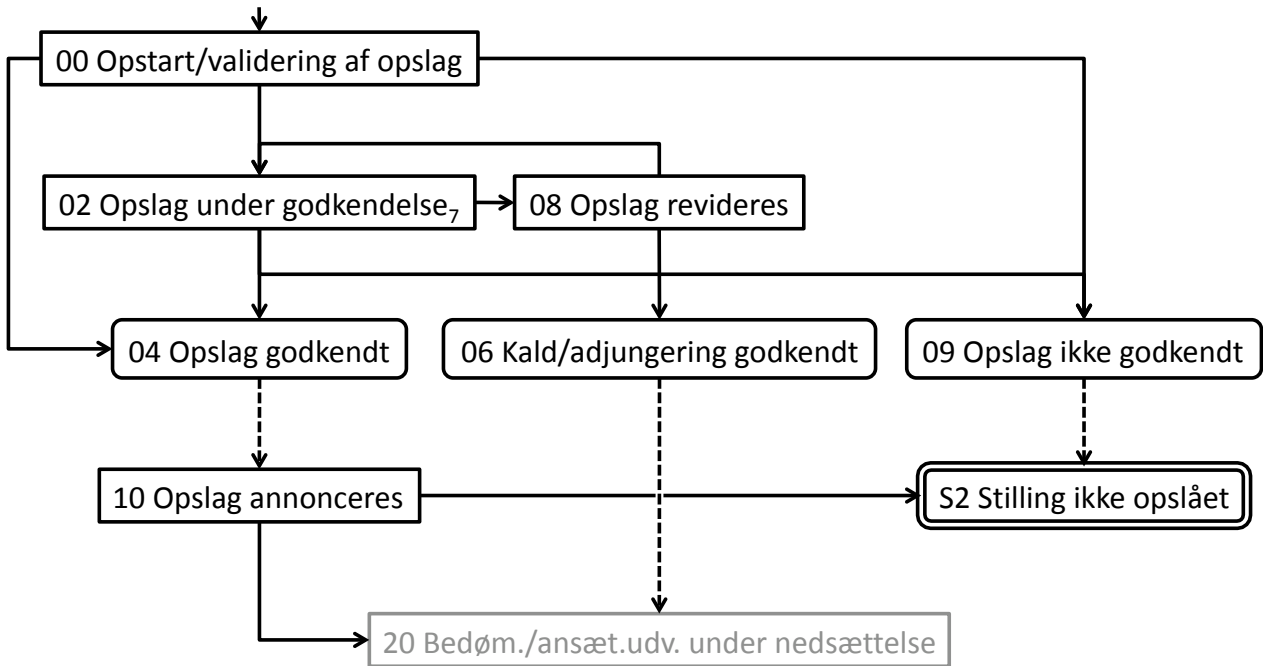 00 Opstart/validering af opslag
02 Opslag under godkendelse₇
08 Opslag revideres
04 Opslag godkendt
06 Kald/adjungering godkendt
09 Opslag ikke godkendt
10 Opslag annonceres
S2 Stilling ikke opslået
20 Bedøm./ansæt.udv. under nedsættelse